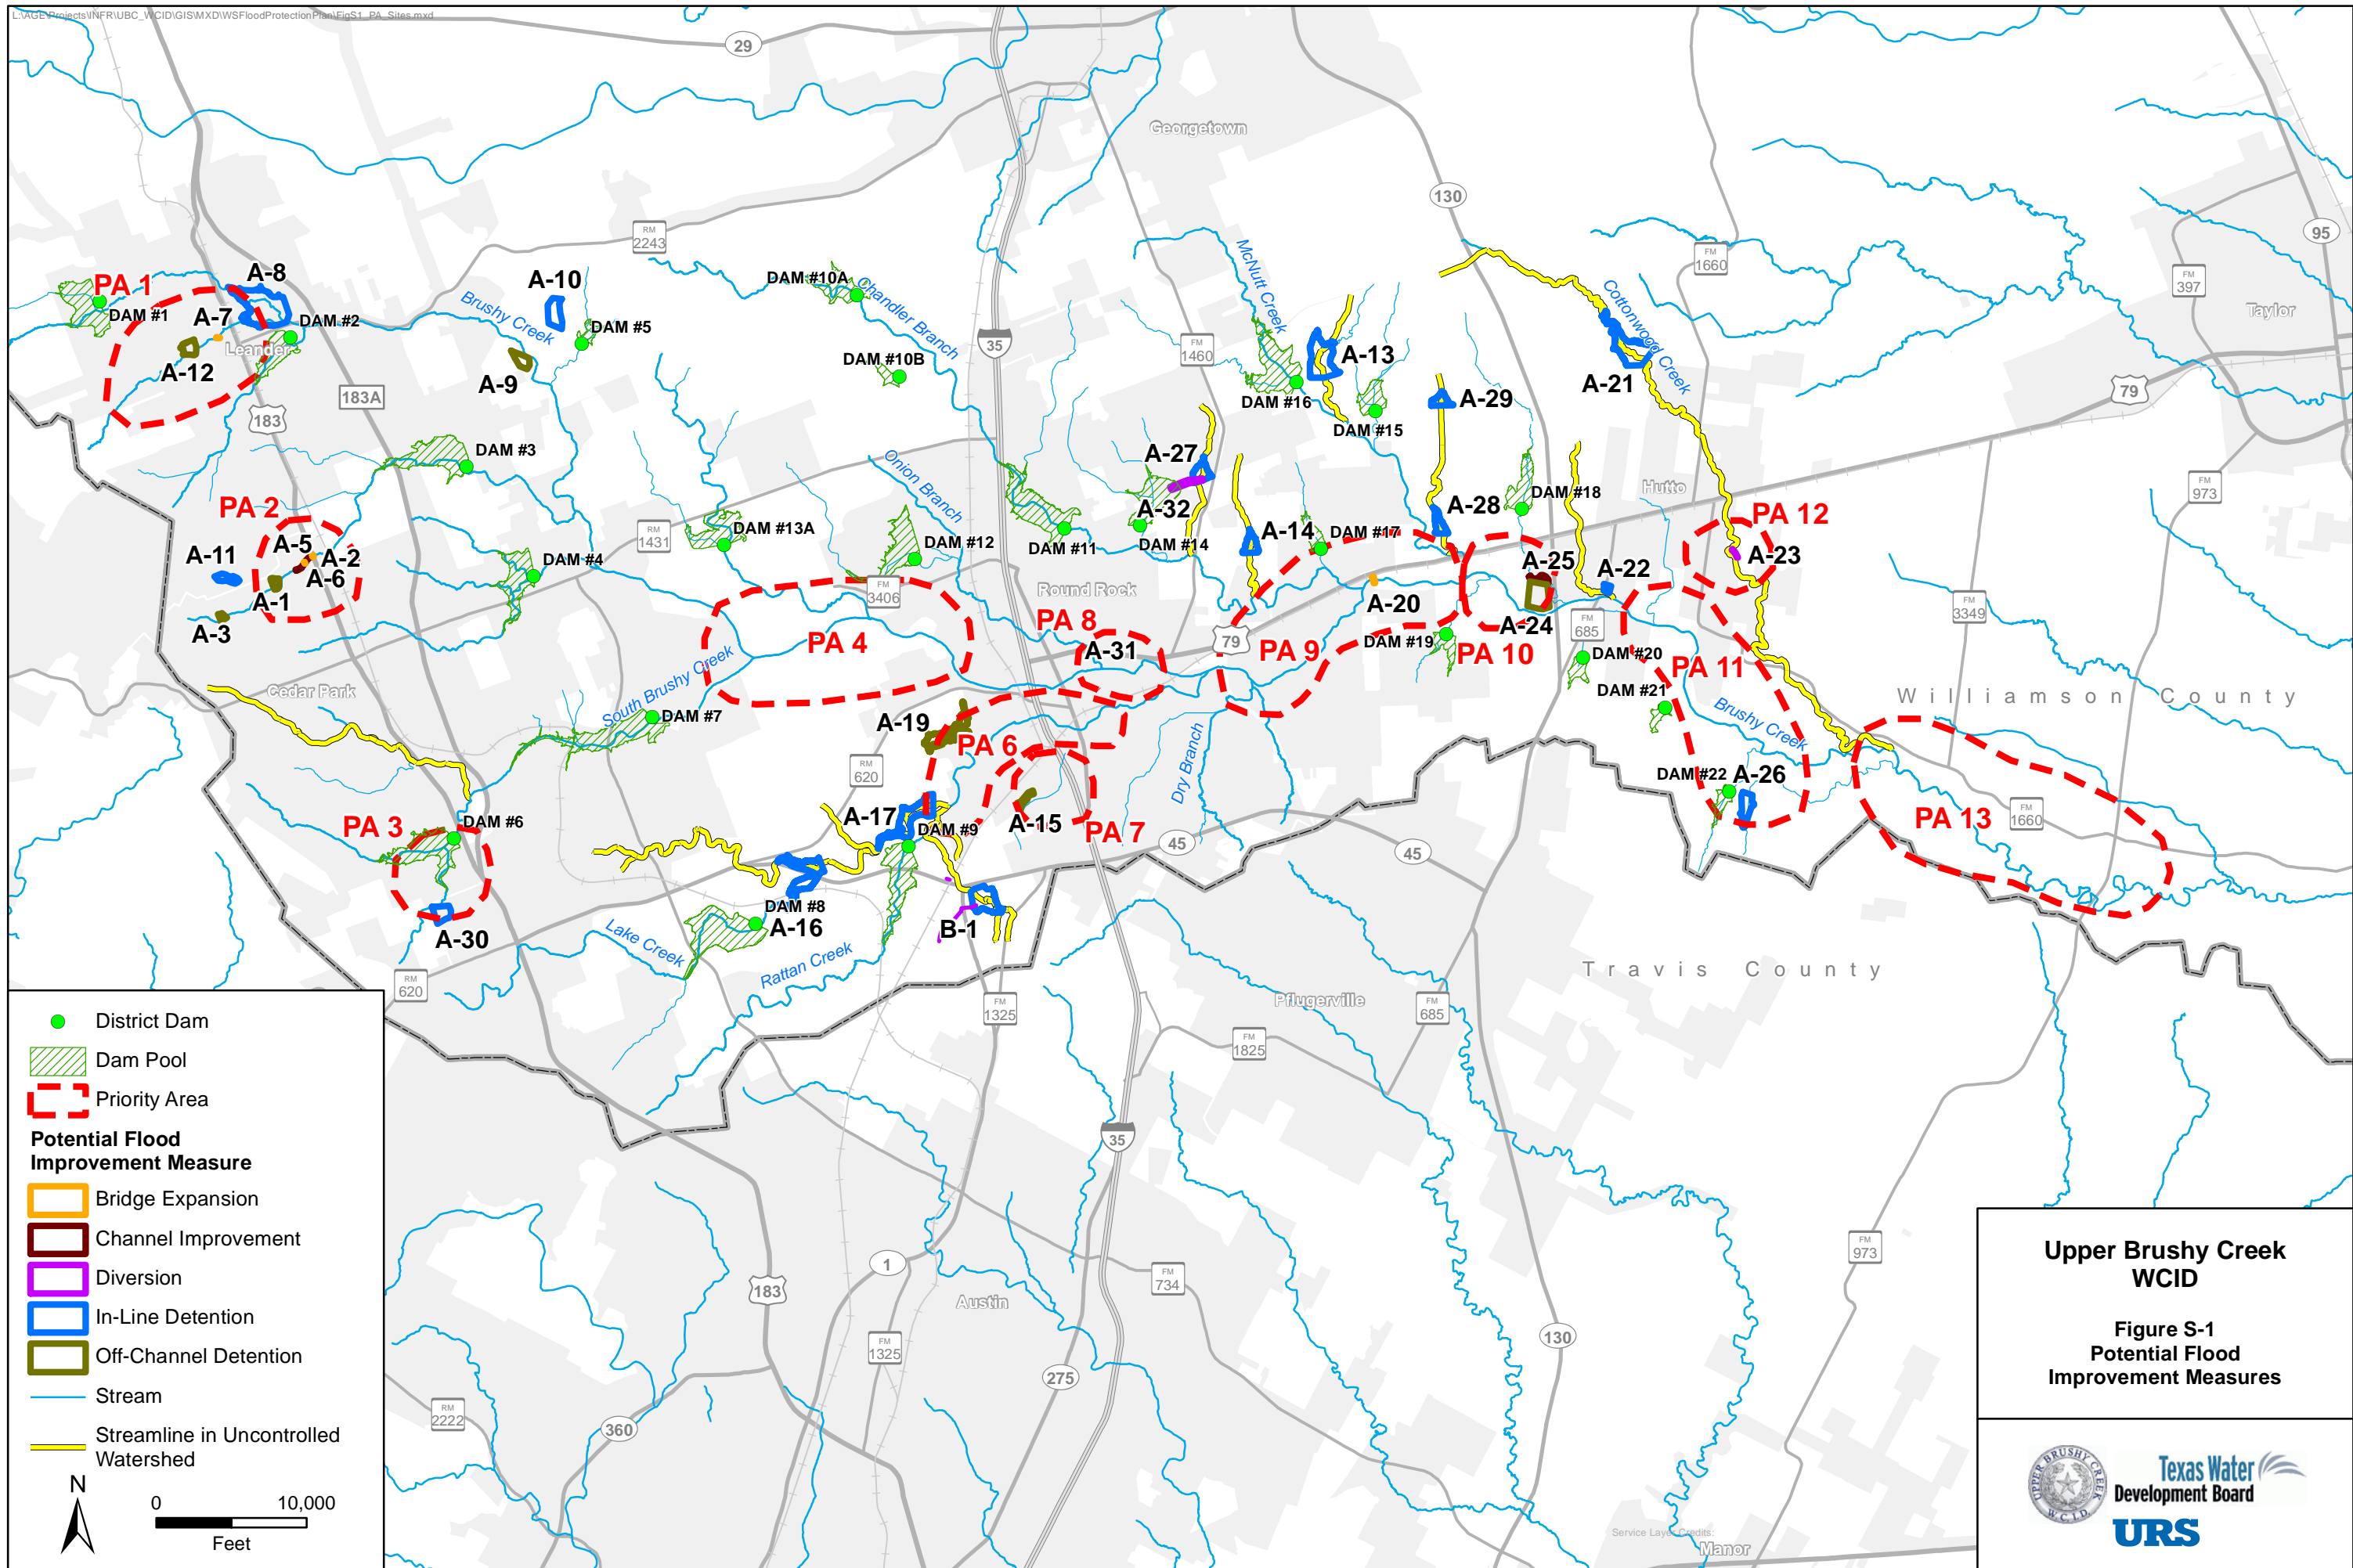 L:\AGE\Projects\INFR\UBC_WCID\GIS\MXD\WSFloodProtectionPlan\FigS1_PA_Sites.mxd
29
Georgetown
130
RM
2243
FM
1660
95
FM
397
Taylor
79
PA 1
DAM #1
A-8
A-7
DAM #2
Leander
A-12
183
183A
Brushy Creek
A-10
DAM #5
A-9
DAM #10A
Chandler Branch
DAM #10B
35
FM
1460
McNutt Creek
A-13
DAM #16
DAM #15
A-29
Cottonwood Creek
A-21
DAM #3
Onion Branch
A-27
A-32
DAM #14
DAM #11
DAM #12
DAM #13A
RM
1431
DAM #4
PA 2
A-5
A-2
A-6
A-11
A-1
A-3
A-14
DAM #17
A-28
DAM #18
Hutto
FM
973
PA 12
A-23
A-25
A-22
A-24
FM
685
FM
3349
FM
3406
Round Rock
PA 8
A-31
PA 4
79
PA 9
A-20
DAM #19
PA 10
DAM #20
PA 11
DAM #21
Brushy Creek
Williamson County
Cedar Park
South Brushy Creek
DAM #7
A-19
PA 6
RM
620
Dry Branch
DAM #22
A-26
PA 13
FM
1660
PA 3
DAM #6
A-17
DAM #9
A-15
PA 7
45
45
A-30
DAM #8
A-16
Lake Creek
Rattan Creek
B-1
RM
620
FM
1325
Travis County
Pflugerville
FM
685
FM
1825
35
1
183
Austin
FM
734
FM
973
FM
1325
275
130
RM
2222
360
Service Layer Credits:
Manor
District Dam
Dam Pool
Priority Area
Potential Flood
Improvement Measure
Bridge Expansion
Channel Improvement
Diversion
In-Line Detention
Off-Channel Detention
Stream
Streamline in Uncontrolled
Watershed
N
0 10,000
Feet
Upper Brushy Creek
WCID
Figure S-1
Potential Flood
Improvement Measures
UPPER BRUSHY CREEK
W.C.I.D.
Texas Water
Development Board
URS